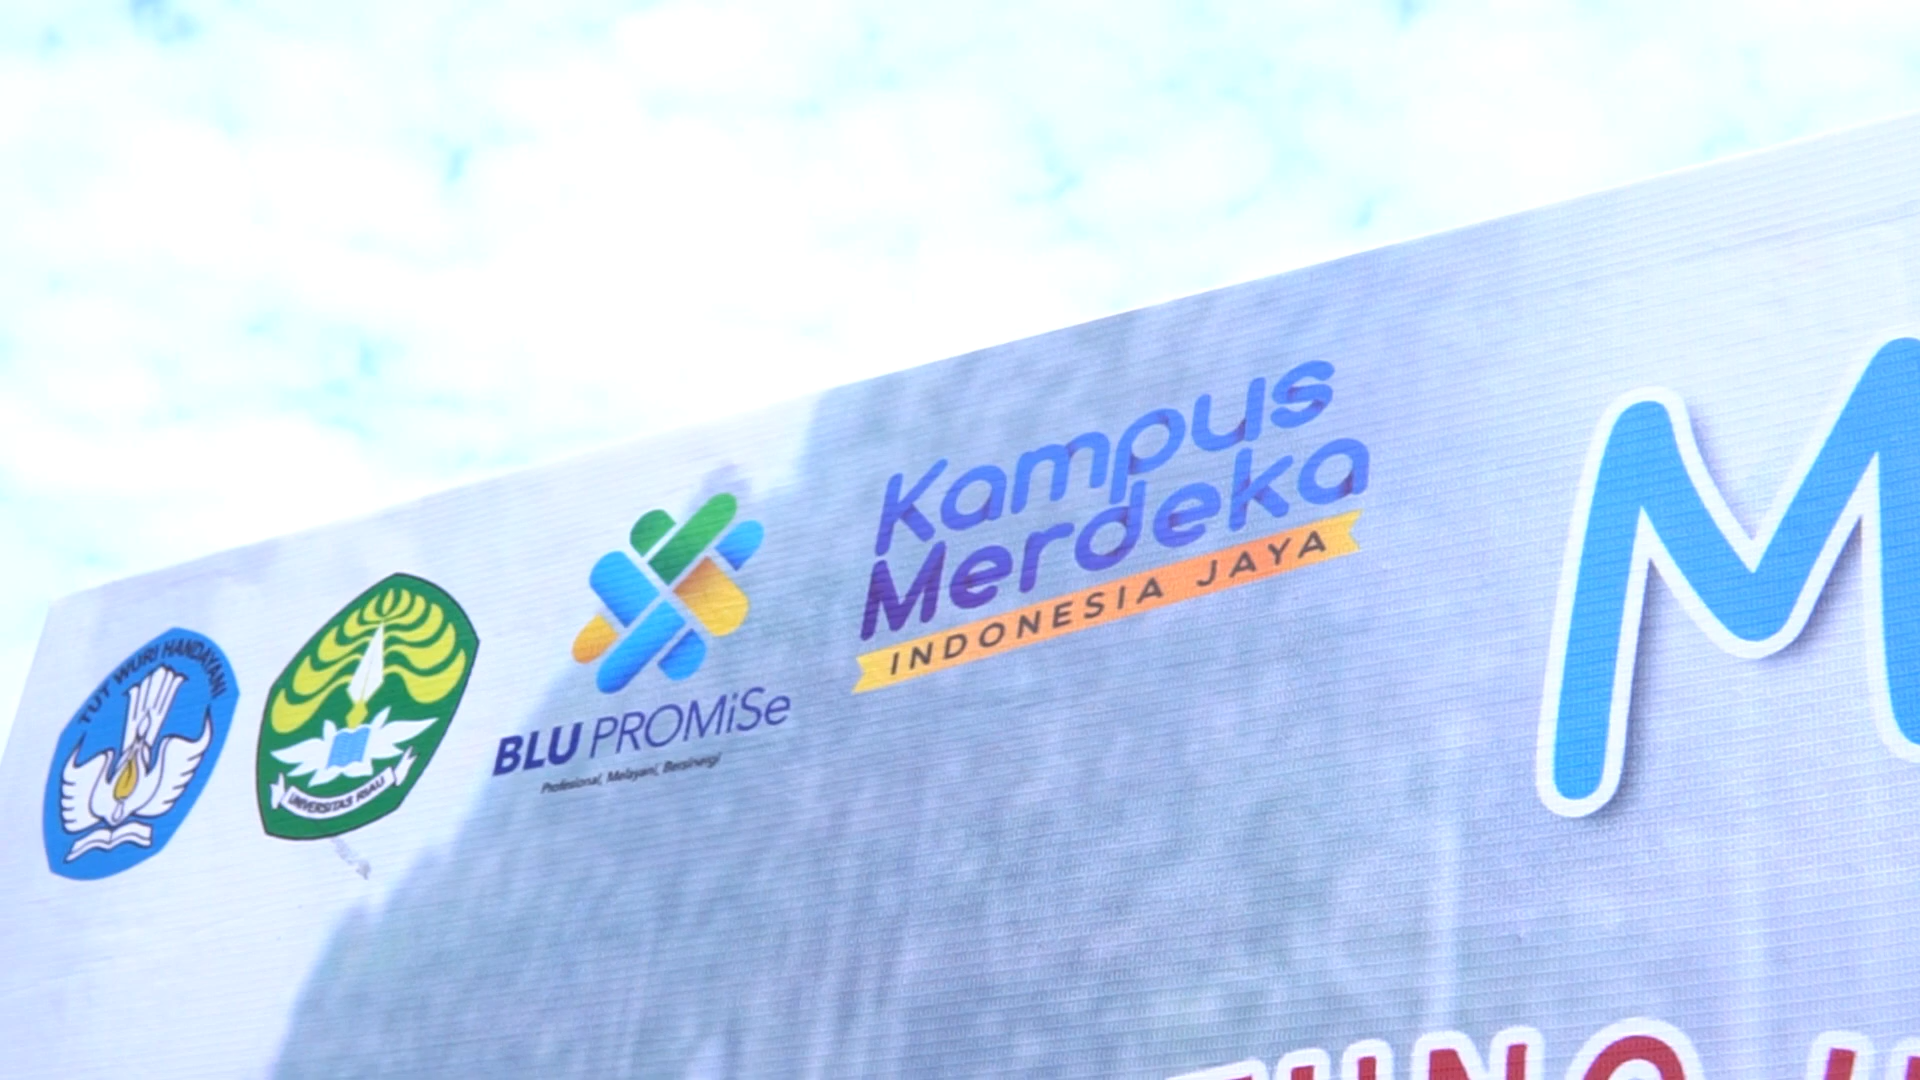 TUT WURI HANDAYANI
UNIVERSITAS RIAU
BLU PROMiSe
Profesional, Melayani, Bersinergi
Kampus
Merdeka
INDONESIA JAYA
M